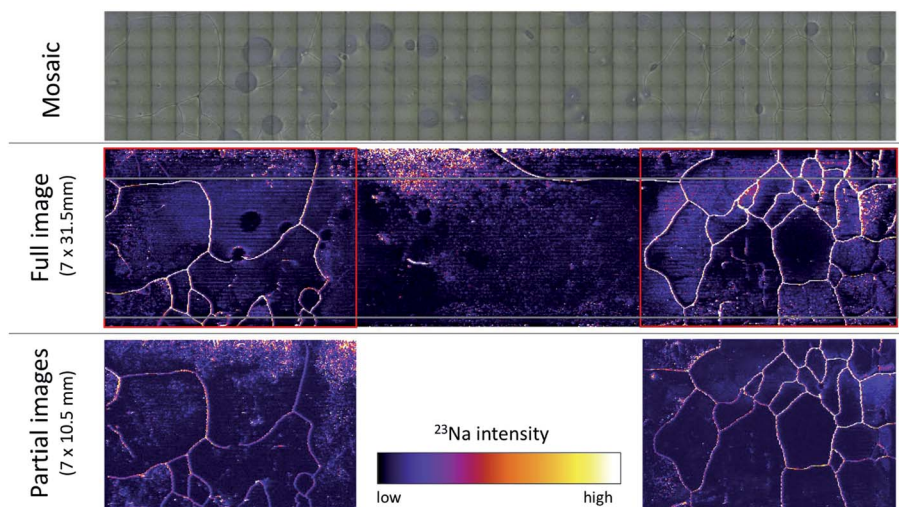 Mosaic
Full image
(7 x 31.5mm)
Partial images
(7 x 10.5 mm)
²³Na intensity
low high